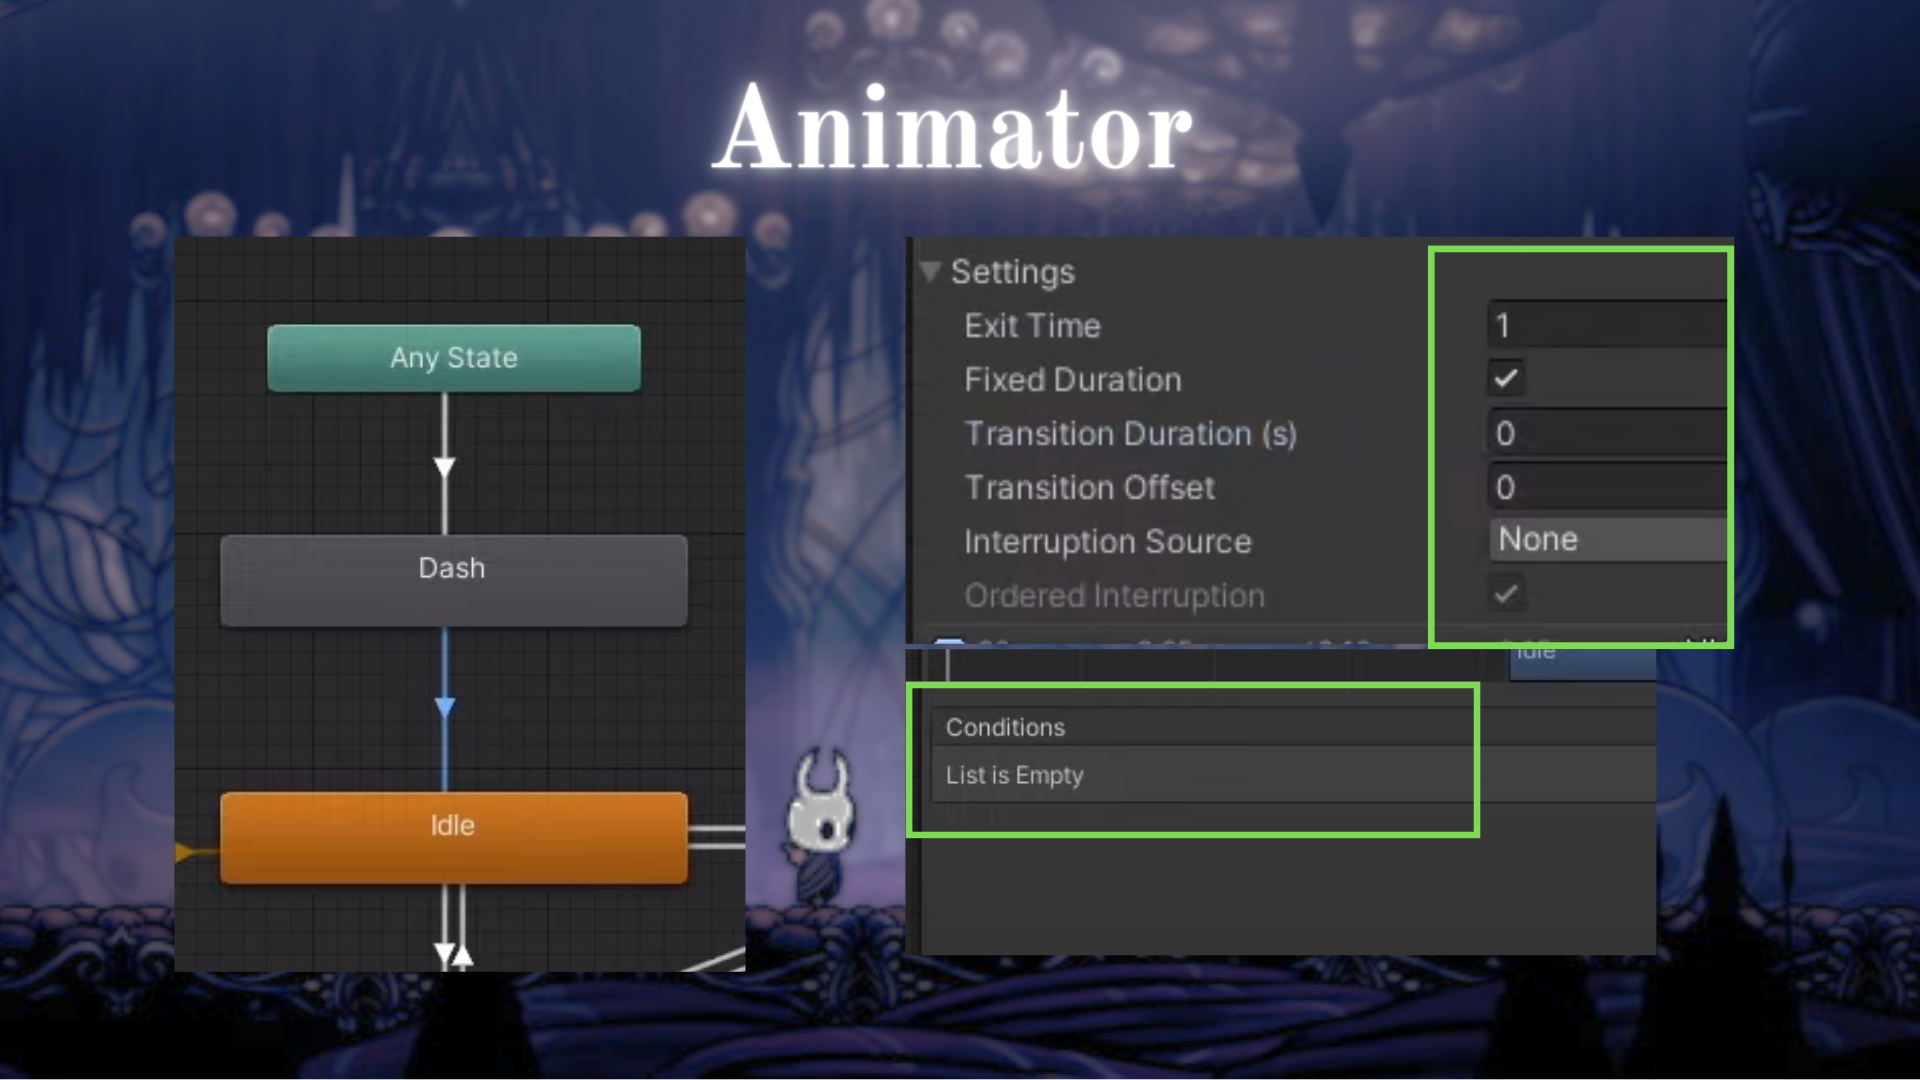 Animator
Any State
Dash
Idle
Settings
Exit Time 1
Fixed Duration
Transition Duration (s) 0
Transition Offset 0
Interruption Source None
Ordered Interruption
Idle
Conditions
List is Empty